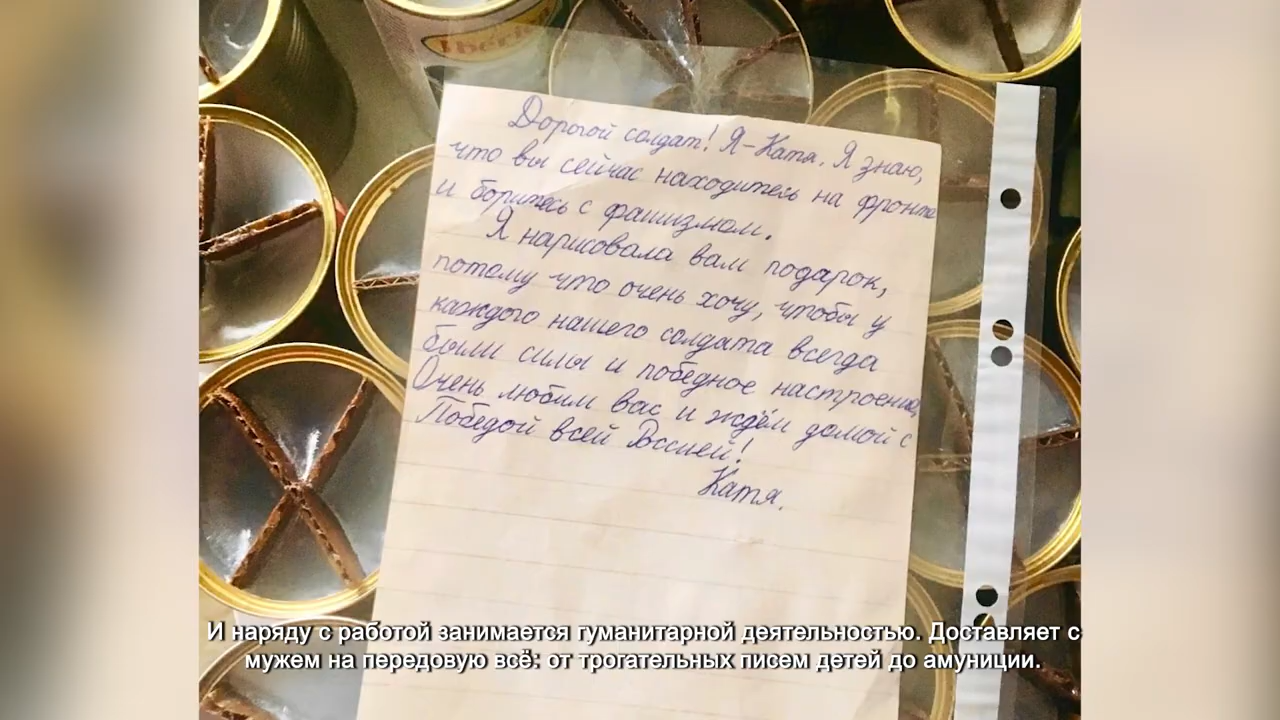 Iberi
Дорогой солдат! Я-Катя. Я знаю,
что вы сейчас находитесь на фронте
и боритесь с фашизмом.
Я нарисовала вам подарок,
потому что очень хочу, чтобы у
каждого нашего солдата всегда
были силы и победное настроение,
Очень любим вас и ждём домой с
Победой всей Россией!
Катя.
И наряду с работой занимается гуманитарной деятельностью. Доставляет с
мужем на передовую всё: от трогательных писем детей до амуниции.